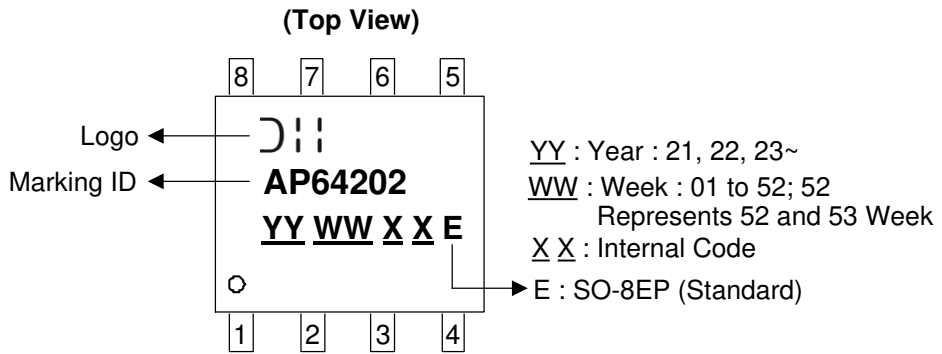 (Top View)
8 7 6 5
Logo
Marking ID
AP64202
YY WW X X E
YY : Year : 21, 22, 23~
WW : Week : 01 to 52; 52
Represents 52 and 53 Week
X X : Internal Code
E : SO-8EP (Standard)
1 2 3 4